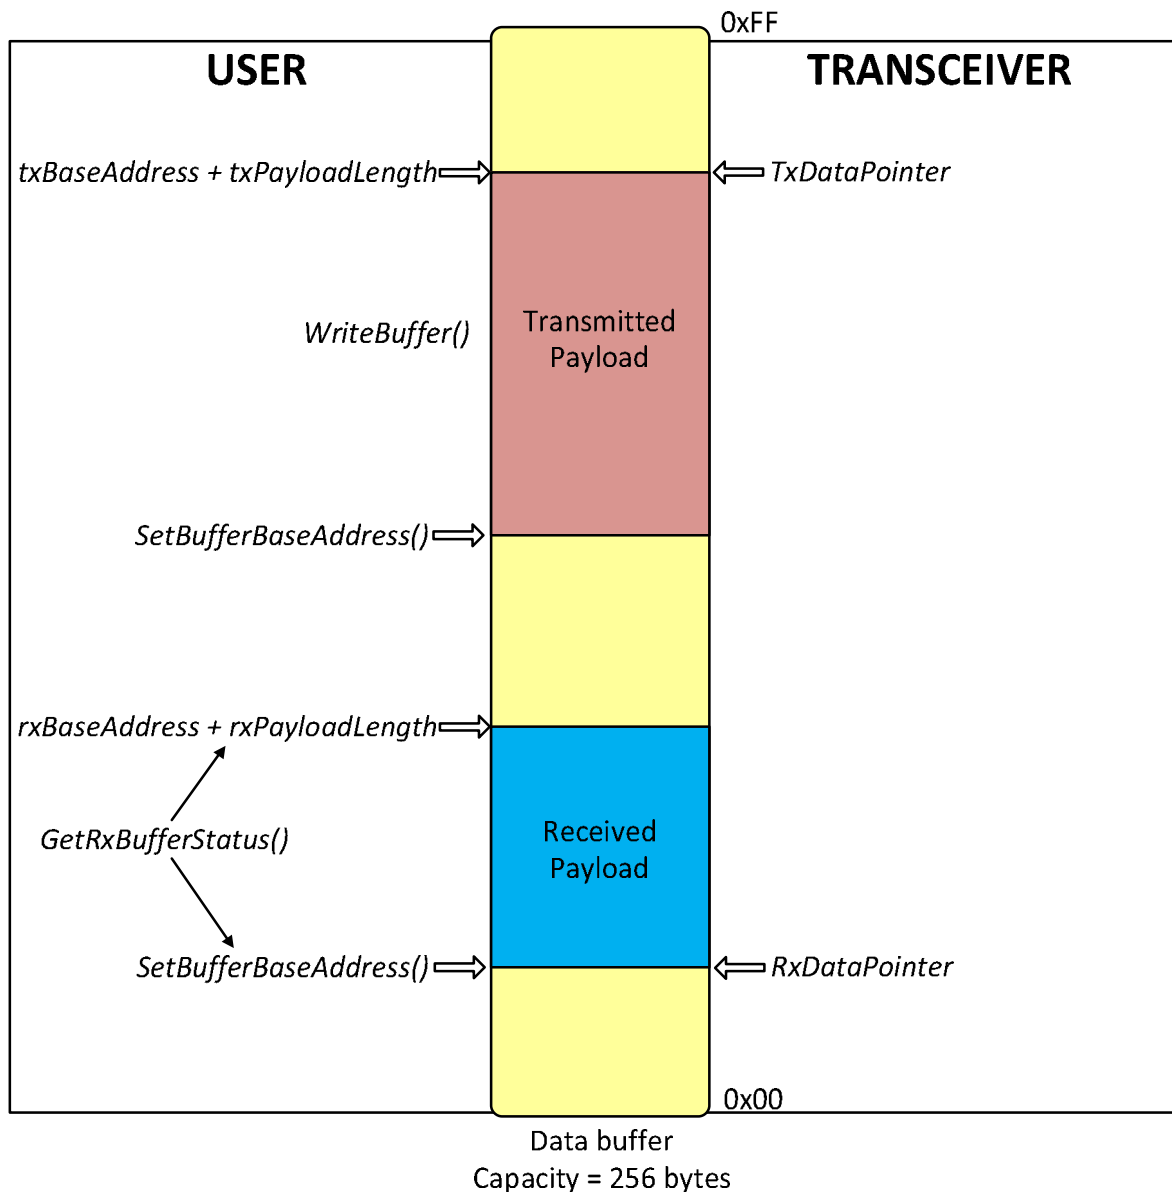 0xFF
USER
TRANSCEIVER
txBaseAddress + txPayloadLength
TxDataPointer
Transmitted
Payload
WriteBuffer()
SetBufferBaseAddress()
rxBaseAddress + rxPayloadLength
GetRxBufferStatus()
Received
Payload
SetBufferBaseAddress()
RxDataPointer
0x00
Data buffer
Capacity = 256 bytes